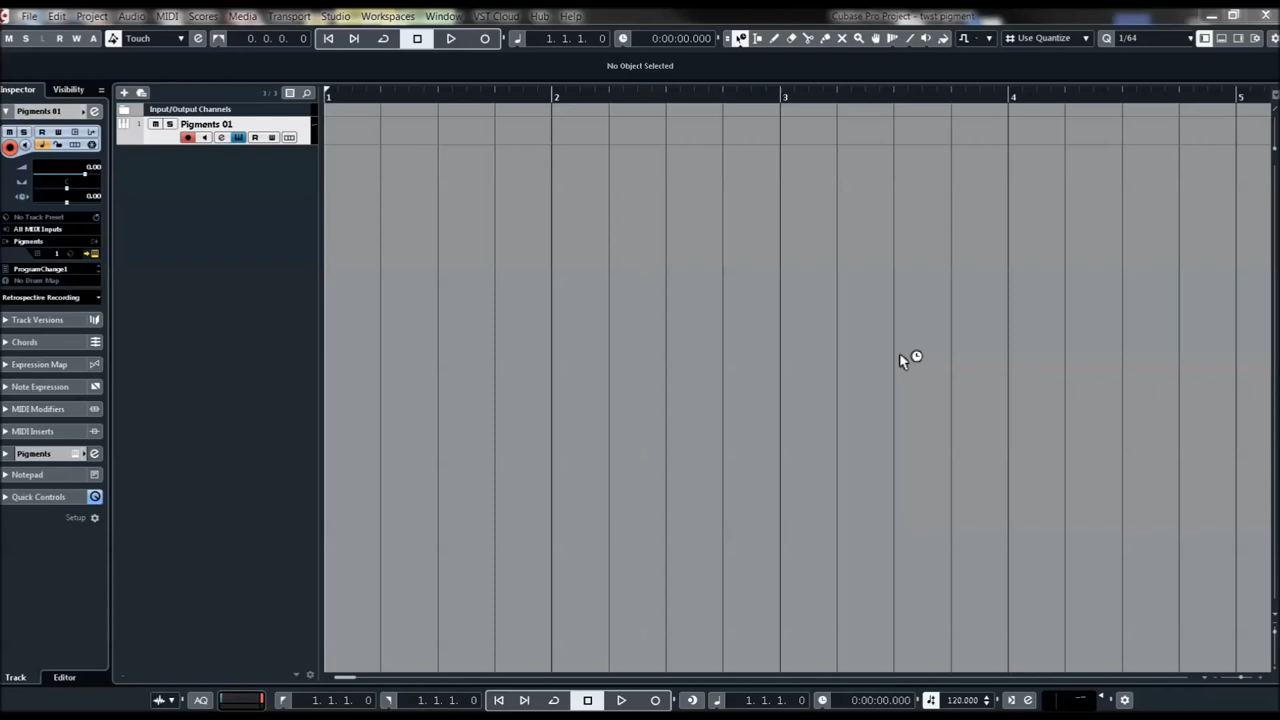 File Edit Project Audio MIDI Scores Media Transport Studio Workspaces Window VST Cloud Hub Help Cubase Pro Project - twst pigment
M S L R W A Touch 0. 0. 0. 0 1. 1. 1. 0 0:00:00.000 Use Quantize 1/64
No Object Selected
Inspector Visibility 3 / 3 1 2 3 4 5
Pigments 01 Input/Output Channels
1 M S Pigments 01
M S R W
R W
0.00
C
0.00
No Track Preset
All MIDI Inputs
Pigments
1
ProgramChange1
No Drum Map
Retrospective Recording
Track Versions
Chords
Expression Map
Note Expression
MIDI Modifiers
MIDI Inserts
Pigments
Notepad
Quick Controls
Setup
Track Editor
AQ 1. 1. 1. 0 1. 1. 1. 0 1. 1. 1. 0 0:00:00.000 120.000